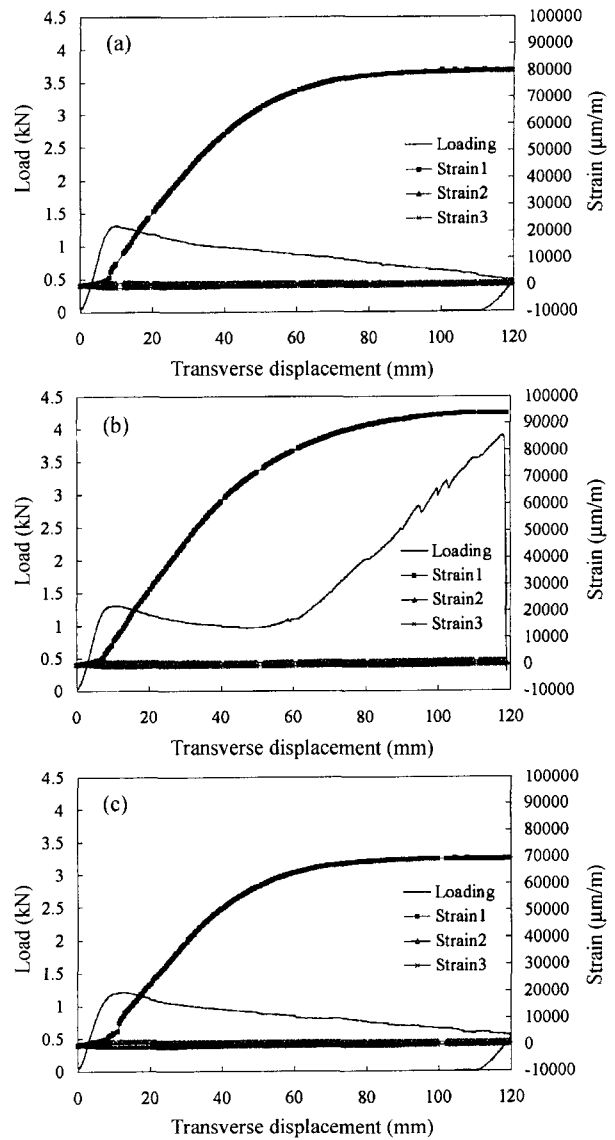 (a)
Load (kN)
4.5
4
3.5
3
2.5
2
1.5
1
0.5
0
Loading
Strain1
Strain2
Strain3
100000
90000
80000
70000
60000
50000
40000
30000
20000
10000
0
-10000
Strain (μm/m)
0 20 40 60 80 100 120
Transverse displacement (mm)
(b)
Load (kN)
4.5
4
3.5
3
2.5
2
1.5
1
0.5
0
Loading
Strain1
Strain2
Strain3
100000
90000
80000
70000
60000
50000
40000
30000
20000
10000
0
-10000
Strain (μm/m)
0 20 40 60 80 100 120
Transverse displacement (mm)
(c)
Load (kN)
4.5
4
3.5
3
2.5
2
1.5
1
0.5
0
Loading
Strain1
Strain2
Strain3
100000
90000
80000
70000
60000
50000
40000
30000
20000
10000
0
-10000
Strain (μm/m)
0 20 40 60 80 100 120
Transverse displacement (mm)